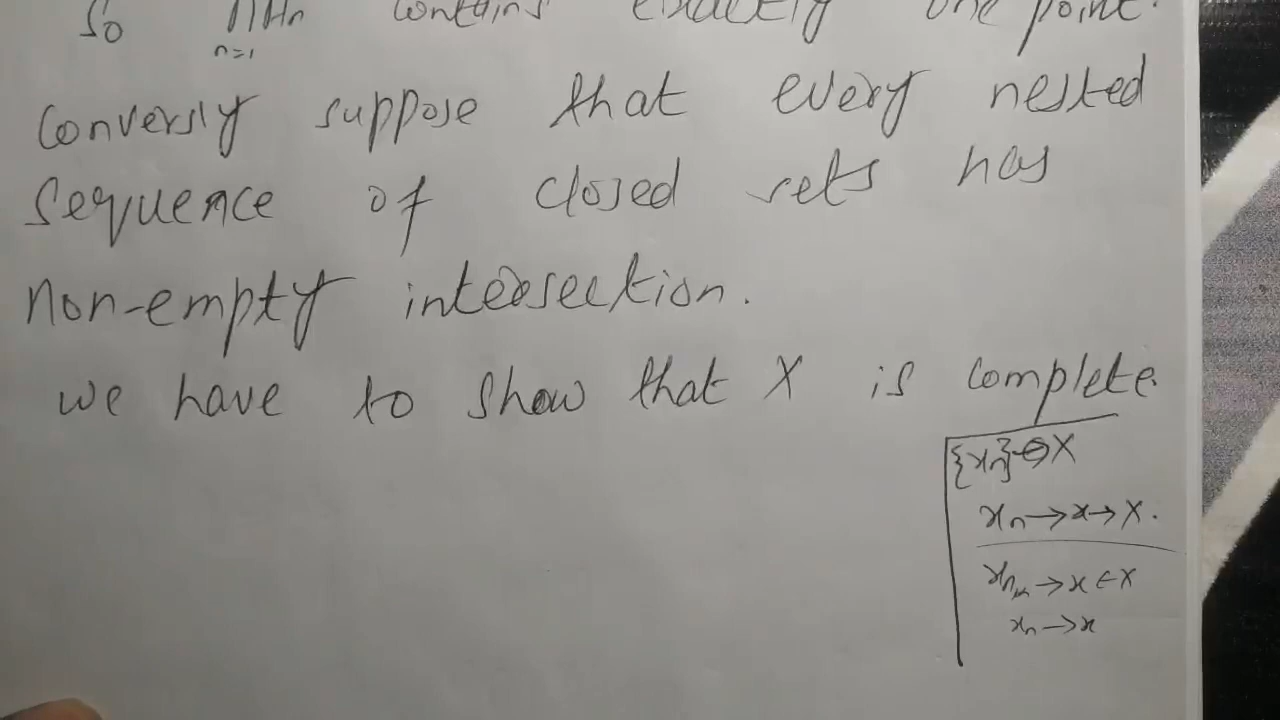 So ∩Hn contains exactly one point.
n=1
Conversly suppose that every nested
sequence of closed sets has
non-empty intersection.
we have to show that X is complete.
{xn} X
xn→x→X.
xnₘ→x∈X
xn→x